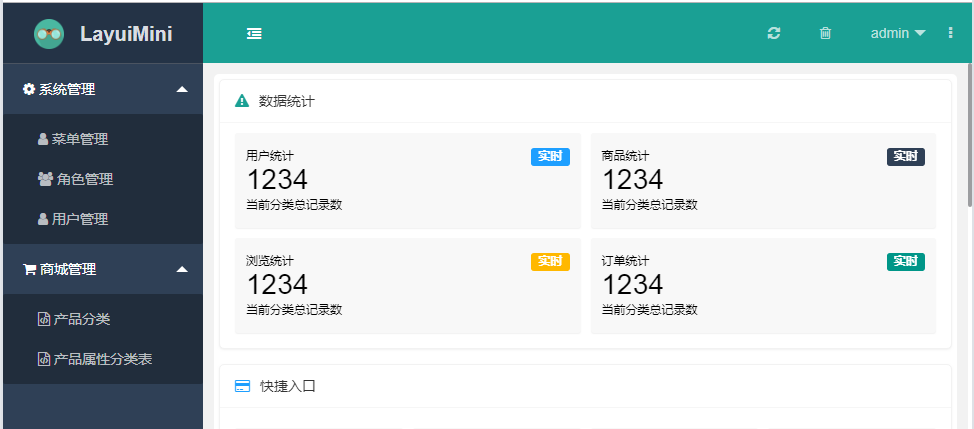 LayuiMini
admin
系统管理
菜单管理
角色管理
用户管理
商城管理
产品分类
产品属性分类表
数据统计
用户统计 实时
1234
当前分类总记录数
商品统计 实时
1234
当前分类总记录数
浏览统计 实时
1234
当前分类总记录数
订单统计 实时
1234
当前分类总记录数
快捷入口